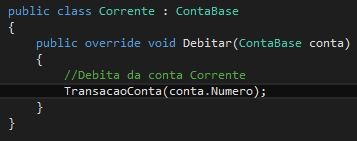 public class Corrente : ContaBase
{
public override void Debitar(ContaBase conta)
{
//Debita da conta Corrente
TransacaoConta(conta.Numero);
}
}